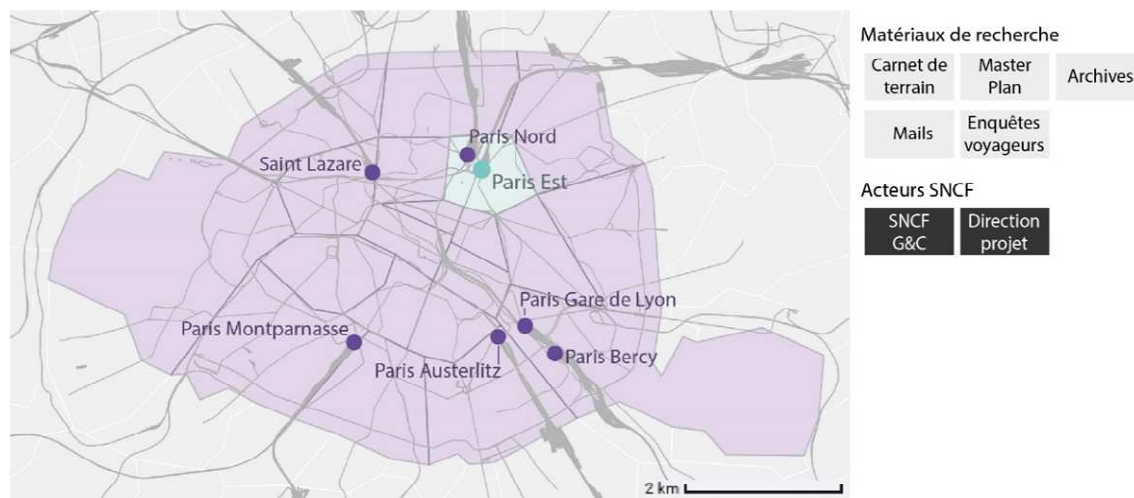 Paris Nord
Saint Lazare
Paris Est
Paris Gare de Lyon
Paris Montparnasse
Paris Bercy
Paris Austerlitz
2 km
Matériaux de recherche
Carnet de
terrain
Master
Plan
Archives
Mails
Enquêtes
voyageurs
Acteurs SNCF
SNCF
G&C
Direction
projet